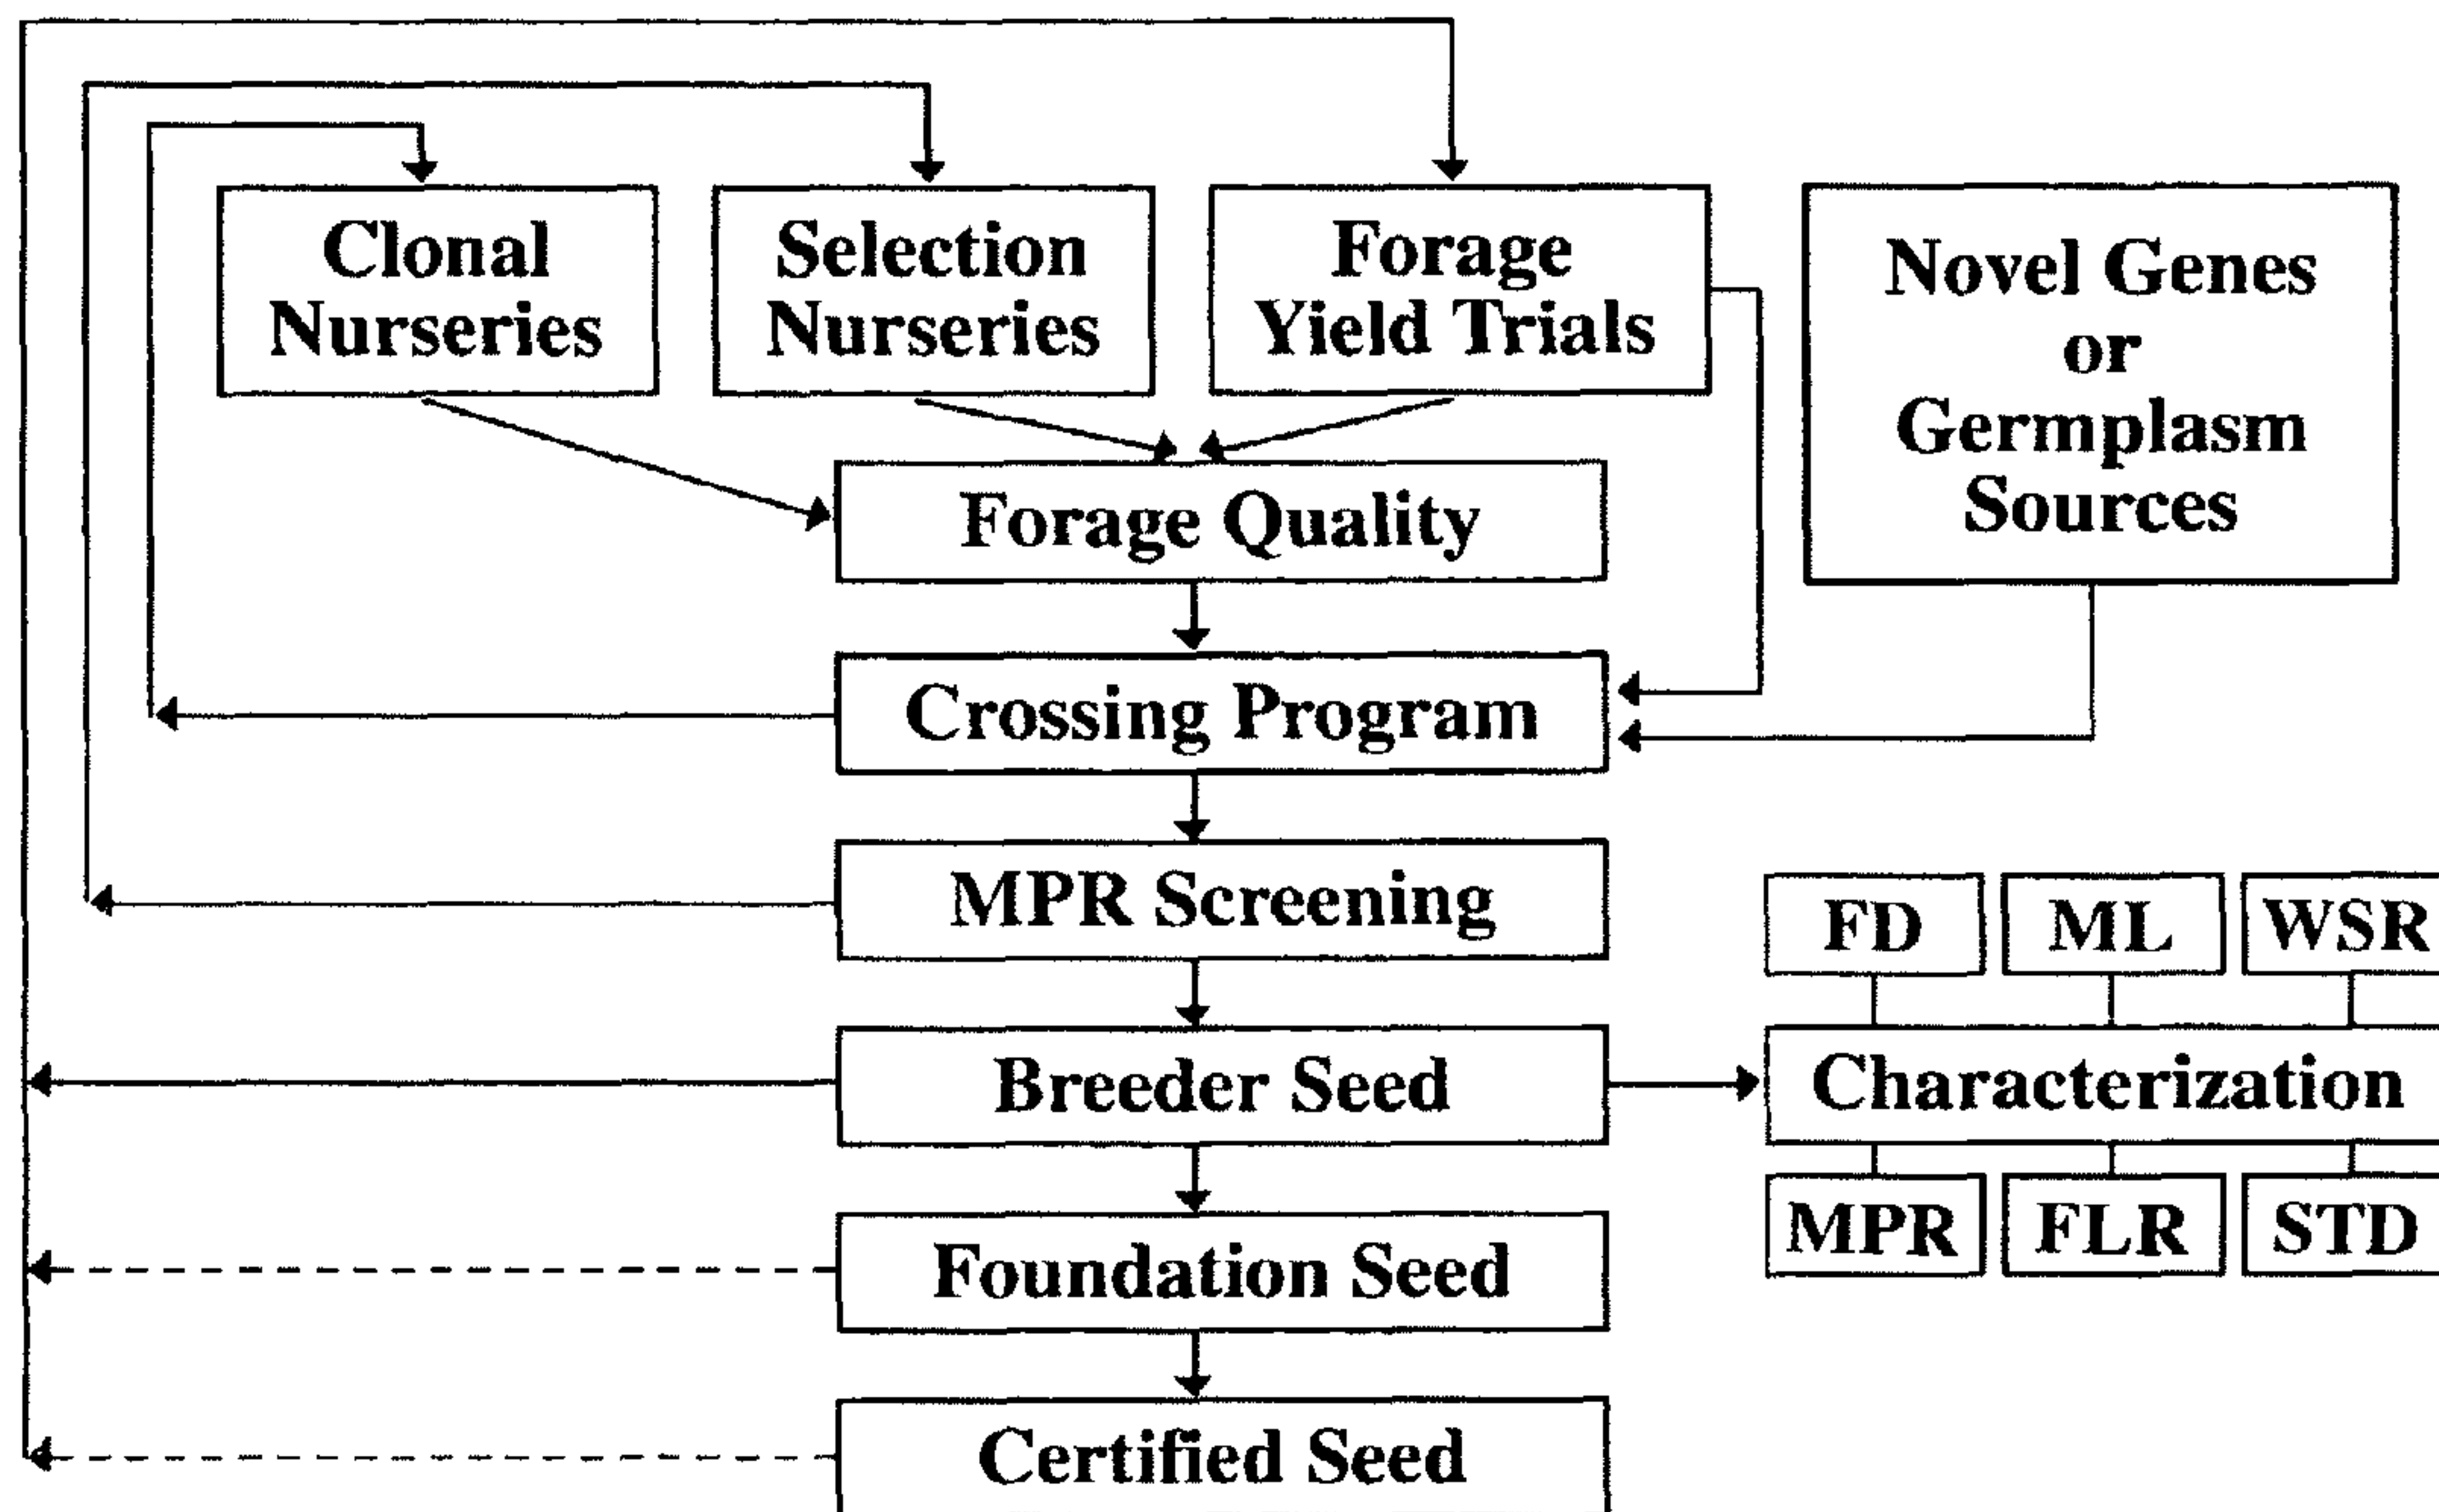 Clonal
Nurseries
Selection
Nurseries
Forage
Yield Trials
Novel Genes
or
Germplasm
Sources
Forage Quality
Crossing Program
MPR Screening
FD
ML
WSR
Breeder Seed
Characterization
MPR
FLR
STD
Foundation Seed
Certified Seed